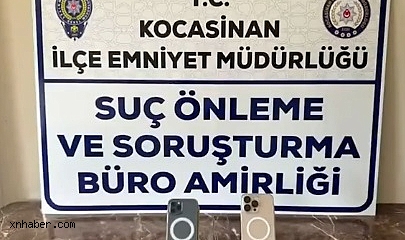 T.C.
KOCASİNAN
İLÇE EMNİYET MÜDÜRLÜĞÜ
SUÇ ÖNLEME
VE SORUŞTURMA
BÜRO AMİRLİĞİ
xnhaber.com